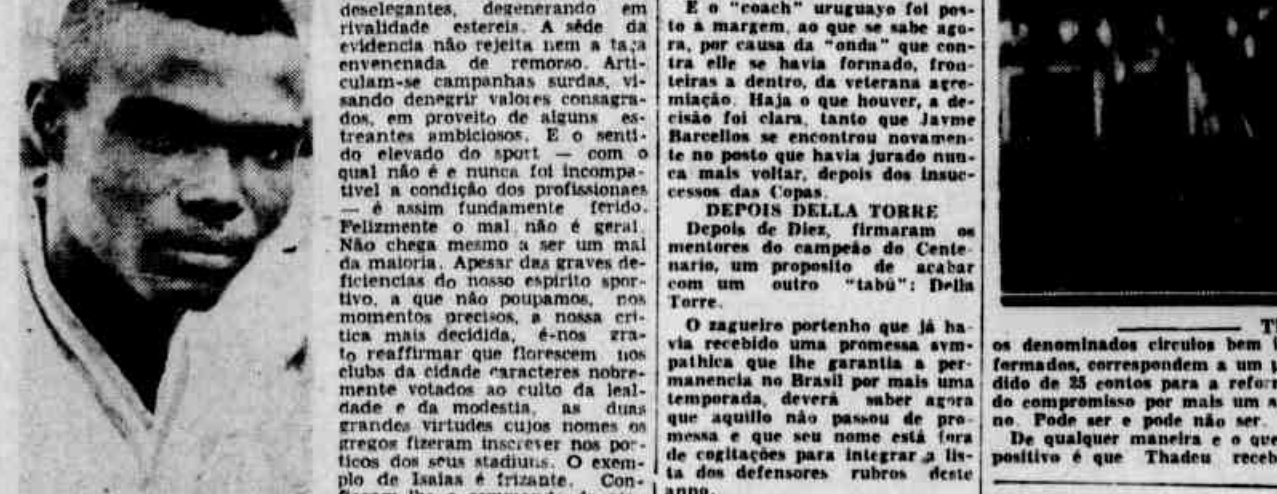 deselegantes, degenerando em
rivalidade estereis. A séde da
evidencia não rejeita nem a taça
envenenada de remorso. Arti-
culam-se campanhas surdas, vi-
sando denegrir valores consagra-
dos, em proveito de alguns es-
treantes ambiciosos. E o senti-
do elevado do sport — com o
qual não é e nunca foi incompa-
tivel a condição dos profissionaes
— é assim fundamente ferido.
Felizmente o mal não é geral.
Não chega mesmo a ser um mal
da maioria. Apesar das graves de-
ficiencias do nosso espirito spor-
tivo, a que não poupamos, nos
momentos precisos, a nossa cri-
tica mais decidida, é-nos gra-
to reaffirmar que florescem nos
clubs da cidade caracteres nobre-
mente votados ao culto da leal-
dade e da modestia, as duas
grandes virtudes cujos nomes os
gregos fizeram inscrever nos por-
ticos dos seus stadiuns. O exem-
plo de Isaias é frizante. Con-
E o "coach" uruguayo foi pos-
to à margem, ao que se sabe ago-
ra, por causa da "onda" que con-
tra elle se havia formado, fron-
teiras a dentro, da veterana agre-
miação. Haja o que houver, a de-
cisão foi clara, tanto que Jayme
Barcellos se encontrou novamen-
te no posto que havia jurado nun-
ca mais voltar, depois dos insuc-
cessos das Copas.
DEPOIS DELLA TORRE
Depois de Diez, firmaram os
mentores do campeão do Cente-
nario, um proposito de acabar
com um outro "tabú": Della
Torre.
O zagueiro portenho que já ha-
via recebido uma promessa sym-
pathica que lhe garantia a per-
manencia no Brasil por mais uma
temporada, deverá saber agora
que aquillo não passou de pro-
messa e que seu nome está fora
de cogitações para integrar a lis-
ta dos defensores rubros deste
anno.
T
os denominados circulos bem
formados, correspondem a um
dido de 25 contos para a refor
do compromisso por mais um a
no. Pode ser e pode não ser.
De qualquer maneira e o que
positivo é que Thadeu receb